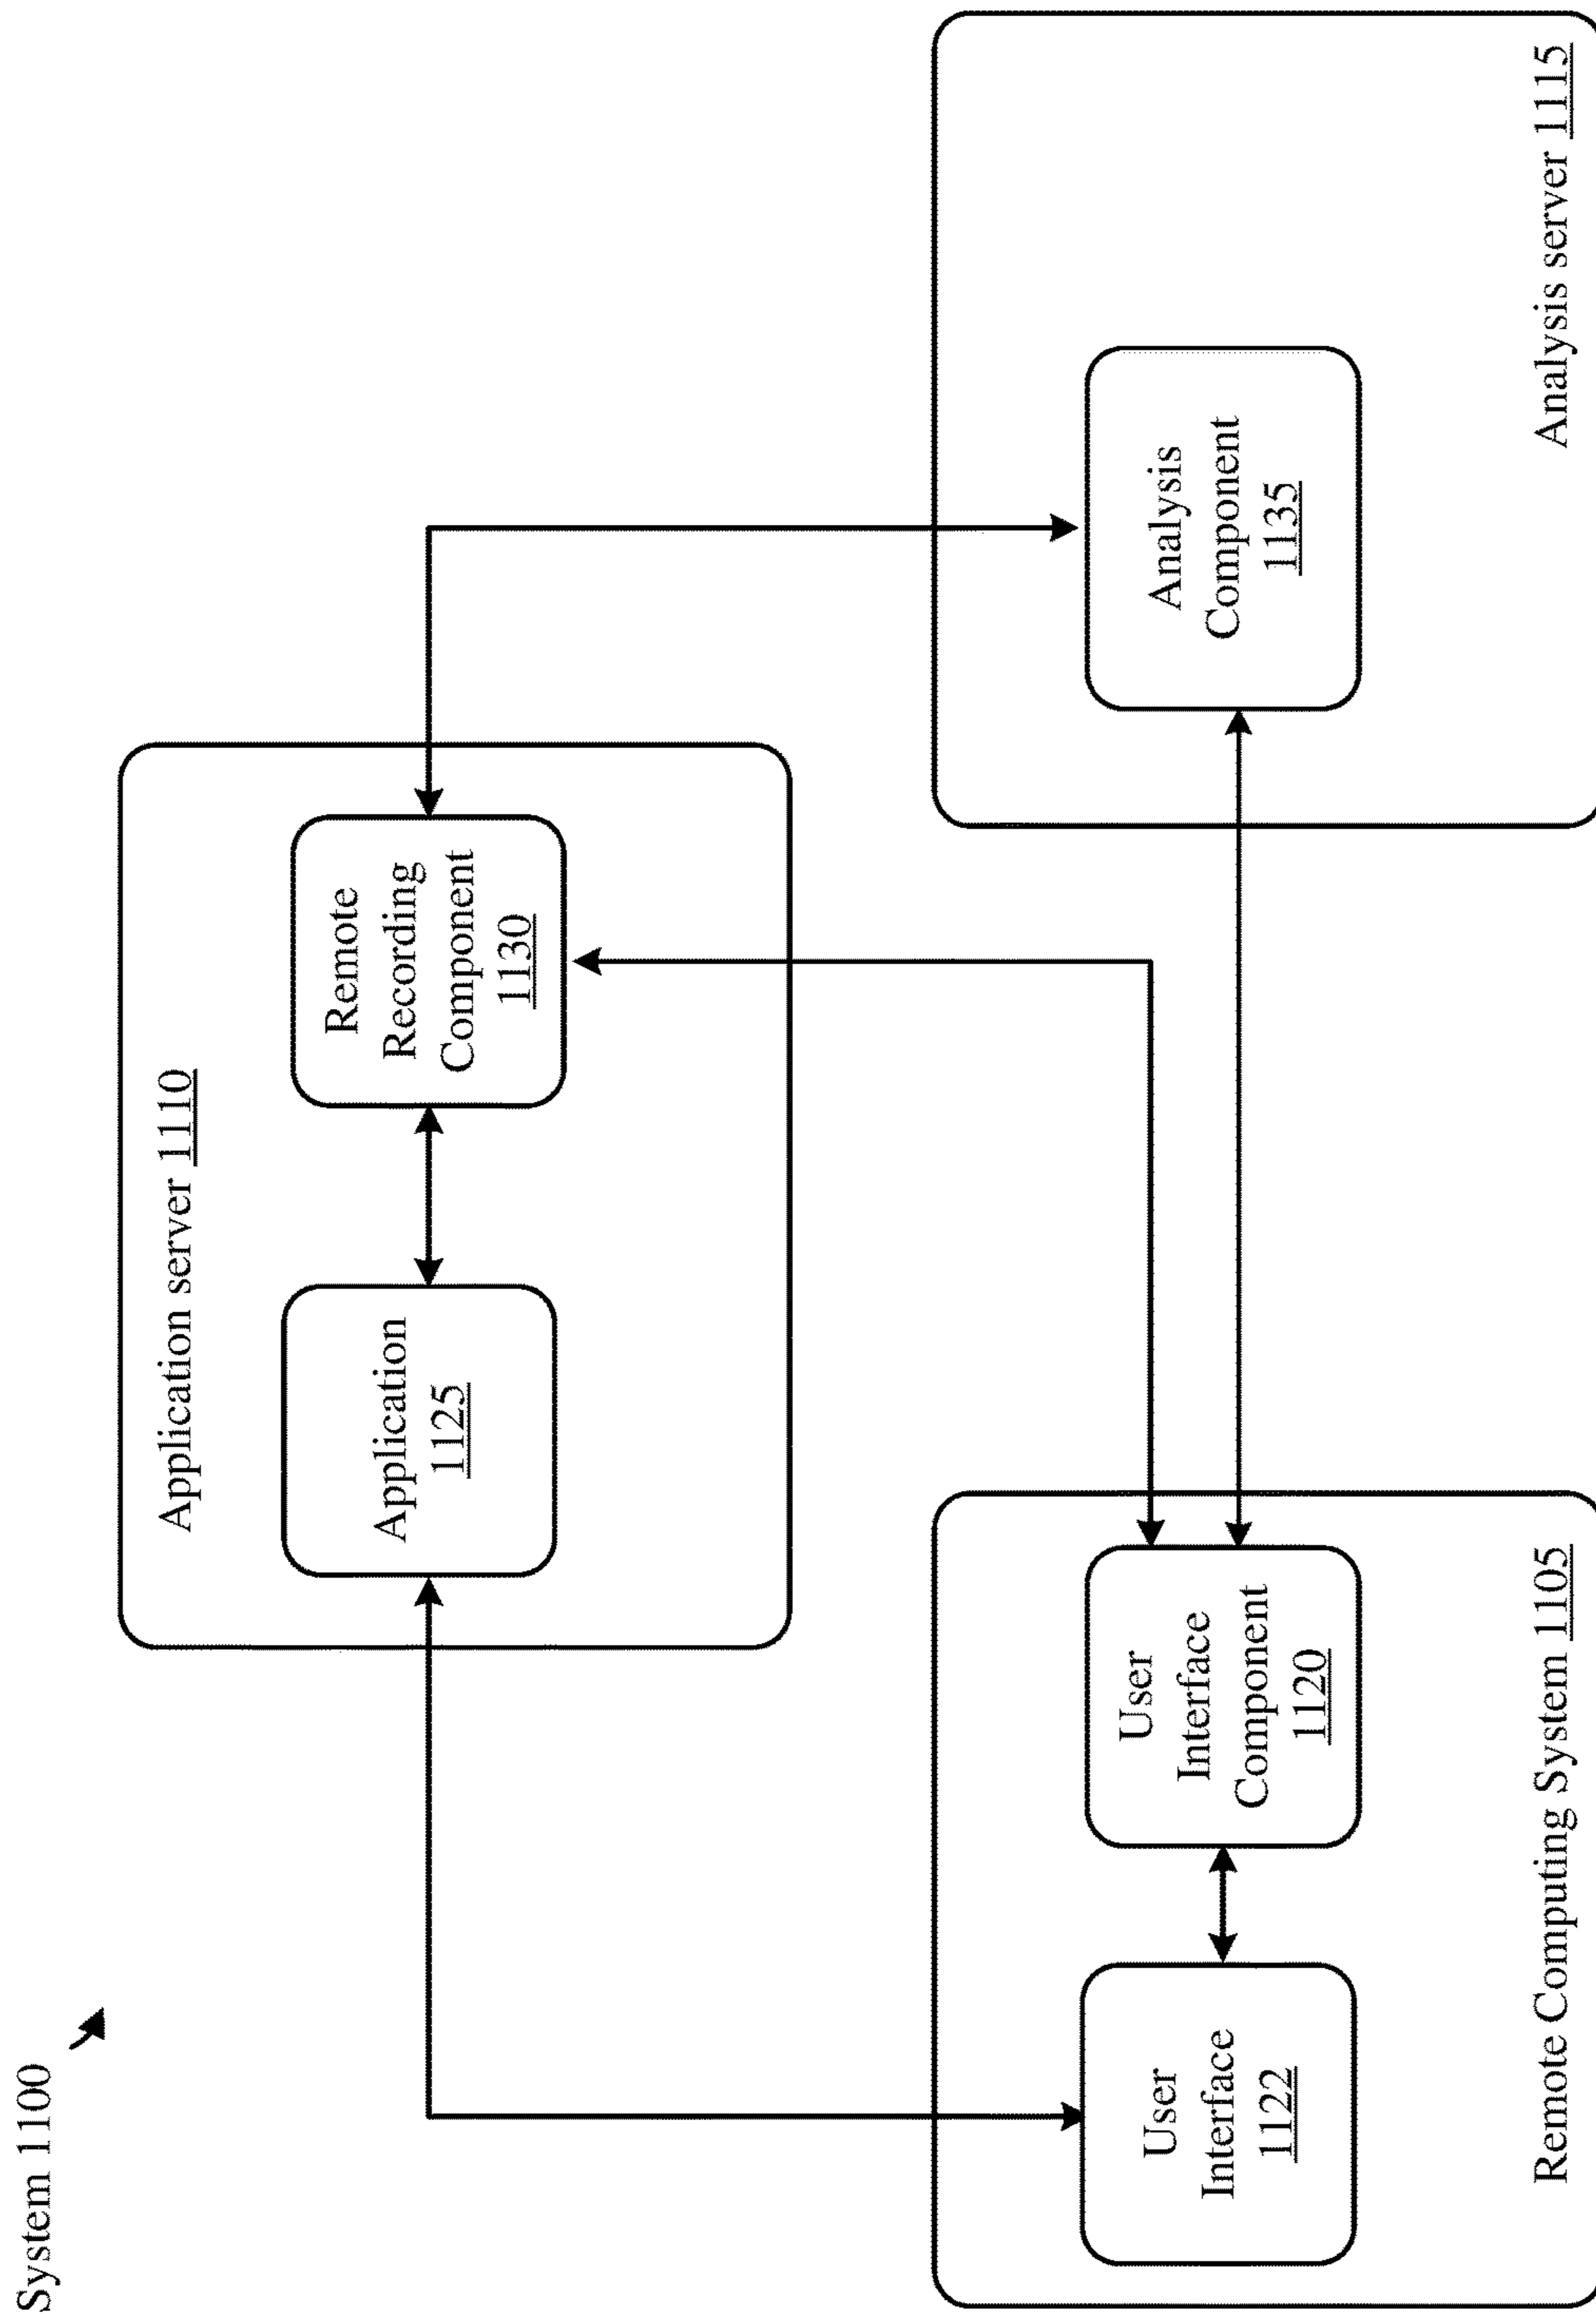 System 1100
Application server 1110
Application
1125
Remote
Recording
Component
1130
User
Interface
1122
User
Interface
Component
1120
Analysis
Component
1135
Remote Computing System 1105
Analysis server 1115